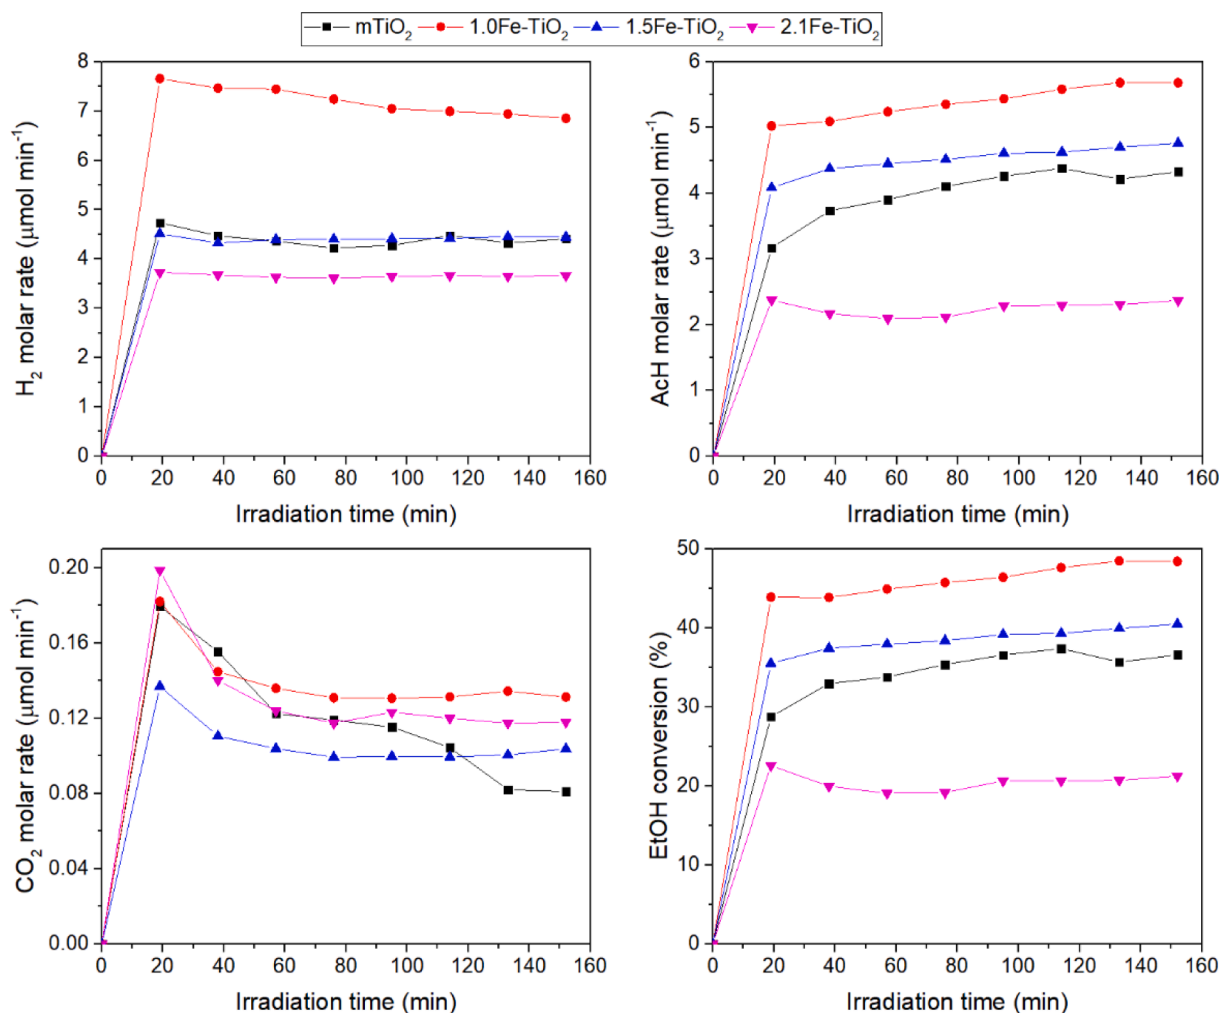 mTiO₂ 1.0Fe-TiO₂ 1.5Fe-TiO₂ 2.1Fe-TiO₂
H₂ molar rate (μmol min⁻¹)
8
7
6
5
4
3
2
1
0
0 20 40 60 80 100 120 140 160
Irradiation time (min)
AcH molar rate (μmol min⁻¹)
6
5
4
3
2
1
0
0 20 40 60 80 100 120 140 160
Irradiation time (min)
CO₂ molar rate (μmol min⁻¹)
0.20
0.16
0.12
0.08
0.04
0.00
0 20 40 60 80 100 120 140 160
Irradiation time (min)
EtOH conversion (%)
50
40
30
20
10
0
0 20 40 60 80 100 120 140 160
Irradiation time (min)